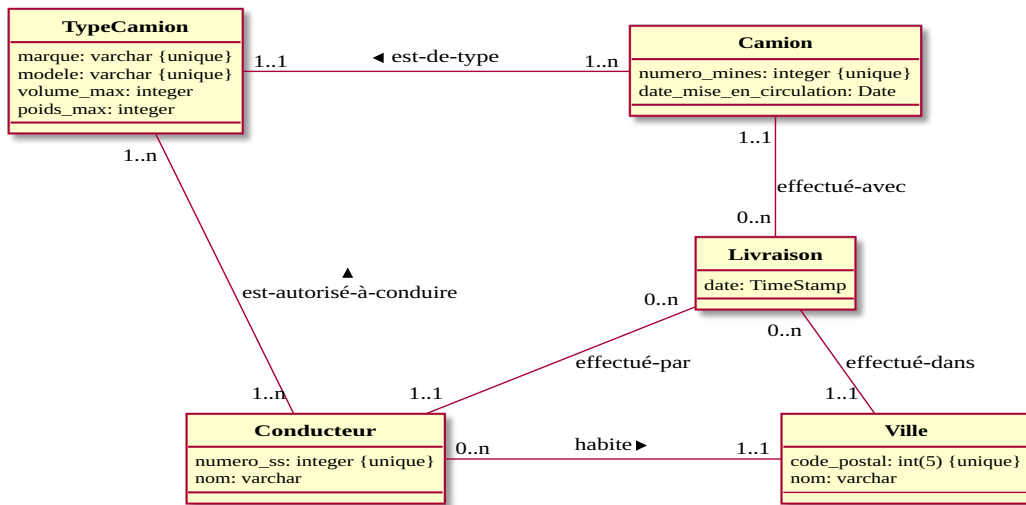 TypeCamion
marque: varchar {unique}
modele: varchar {unique}
volume_max: integer
poids_max: integer
1..1
◄ est-de-type
1..n
Camion
numero_mines: integer {unique}
date_mise_en_circulation: Date
1..n
1..1
effectué-avec
0..n
Livraison
date: TimeStamp
▲
est-autorisé-à-conduire
0..n
0..n
effectué-par
effectué-dans
1..n
1..1
1..1
Conducteur
numero_ss: integer {unique}
nom: varchar
0..n
habite►
1..1
Ville
code_postal: int(5) {unique}
nom: varchar